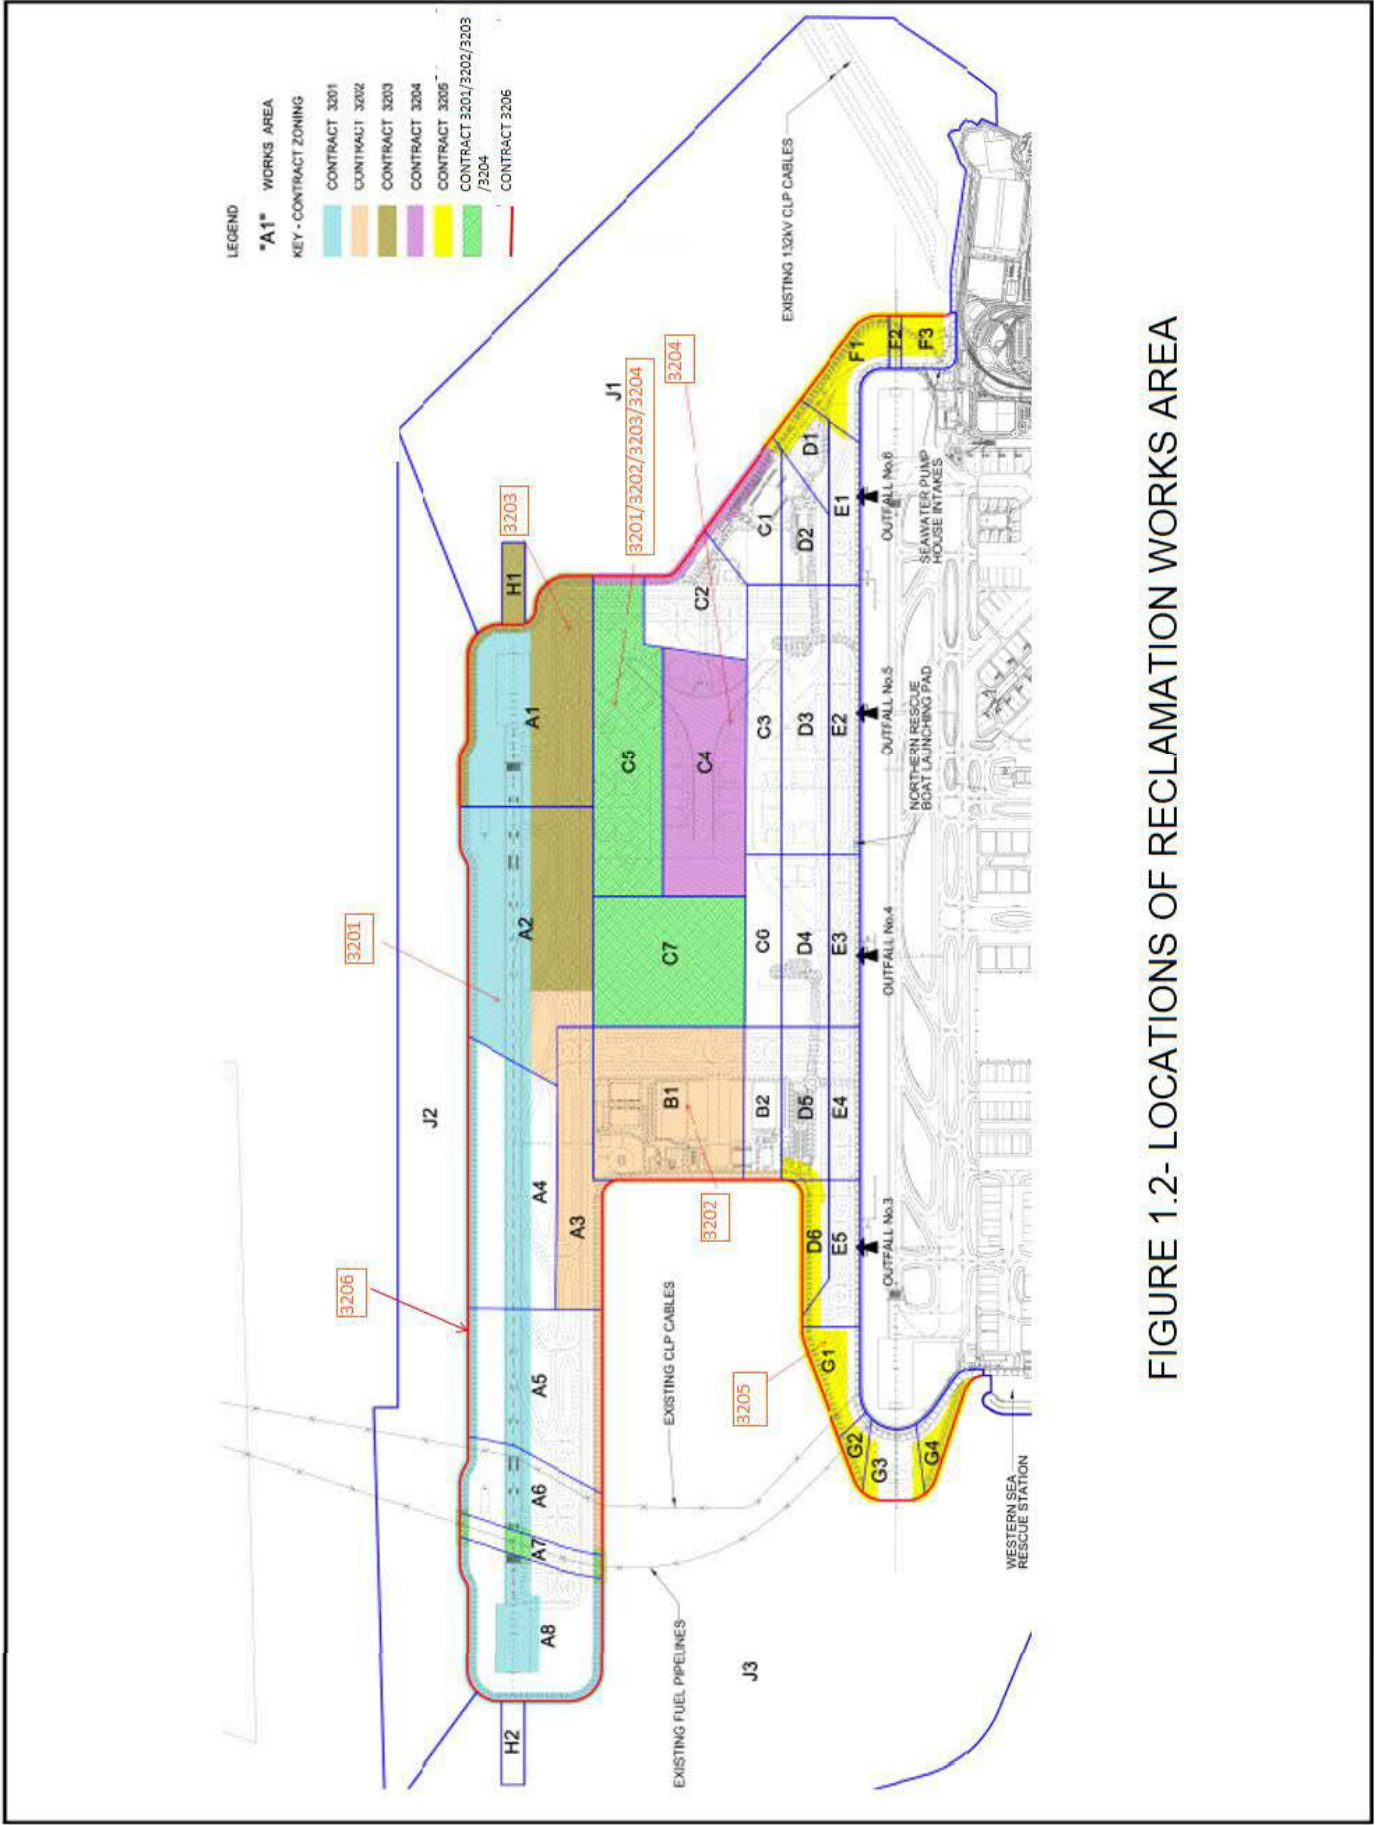 LEGEND
"A1" WORKS AREA
KEY - CONTRACT ZONING
CONTRACT 3201
CONTRACT 3202
CONTRACT 3203
CONTRACT 3204
CONTRACT 3205
CONTRACT 3201/3202/3203
/3204
CONTRACT 3206
EXISTING 132kV CLP CABLES
J1
J2
J3
3201
3202
3203
3204
3205
3206
3201/3202/3203/3204
H1
H2
A1
A2
A3
A4
A5
A6
A7
A8
B1
B2
C1
C2
C3
C4
C5
C6
C7
D1
D2
D3
D4
D5
D6
E1
E2
E3
E4
E5
F1
F2
F3
G1
G2
G3
G4
OUTFALL No.3
OUTFALL No.4
OUTFALL No.5
OUTFALL No.6
SEAWATER PUMP
HOUSE INTAKES
NORTHERN RESCUE
BOAT LAUNCHING PAD
EXISTING CLP CABLES
EXISTING FUEL PIPELINES
WESTERN SEA
RESCUE STATION
FIGURE 1.2- LOCATIONS OF RECLAMATION WORKS AREA